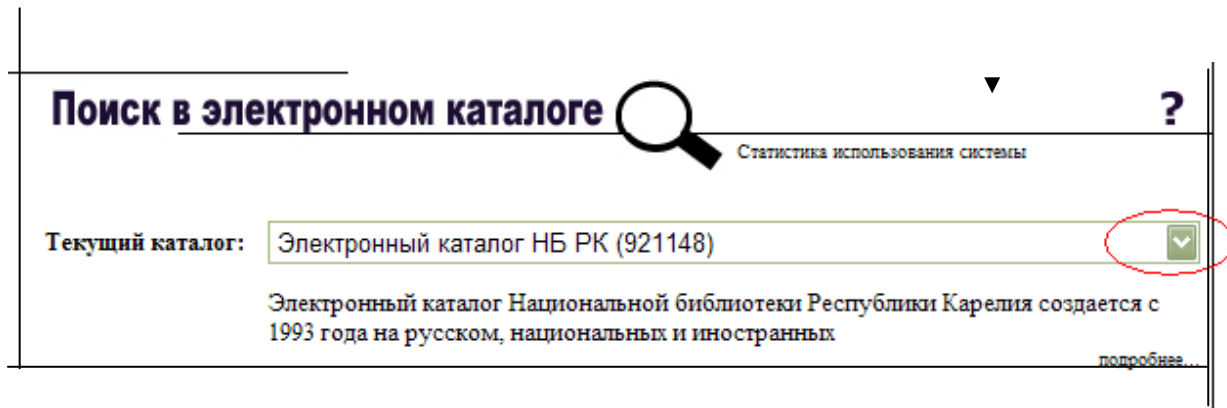 Поиск в электронном каталоге
?
Статистика использования системы
Текущий каталог:
Электронный каталог НБ РК (921148)
Электронный каталог Национальной библиотеки Республики Карелия создается с
1993 года на русском, национальных и иностранных
подробнее...